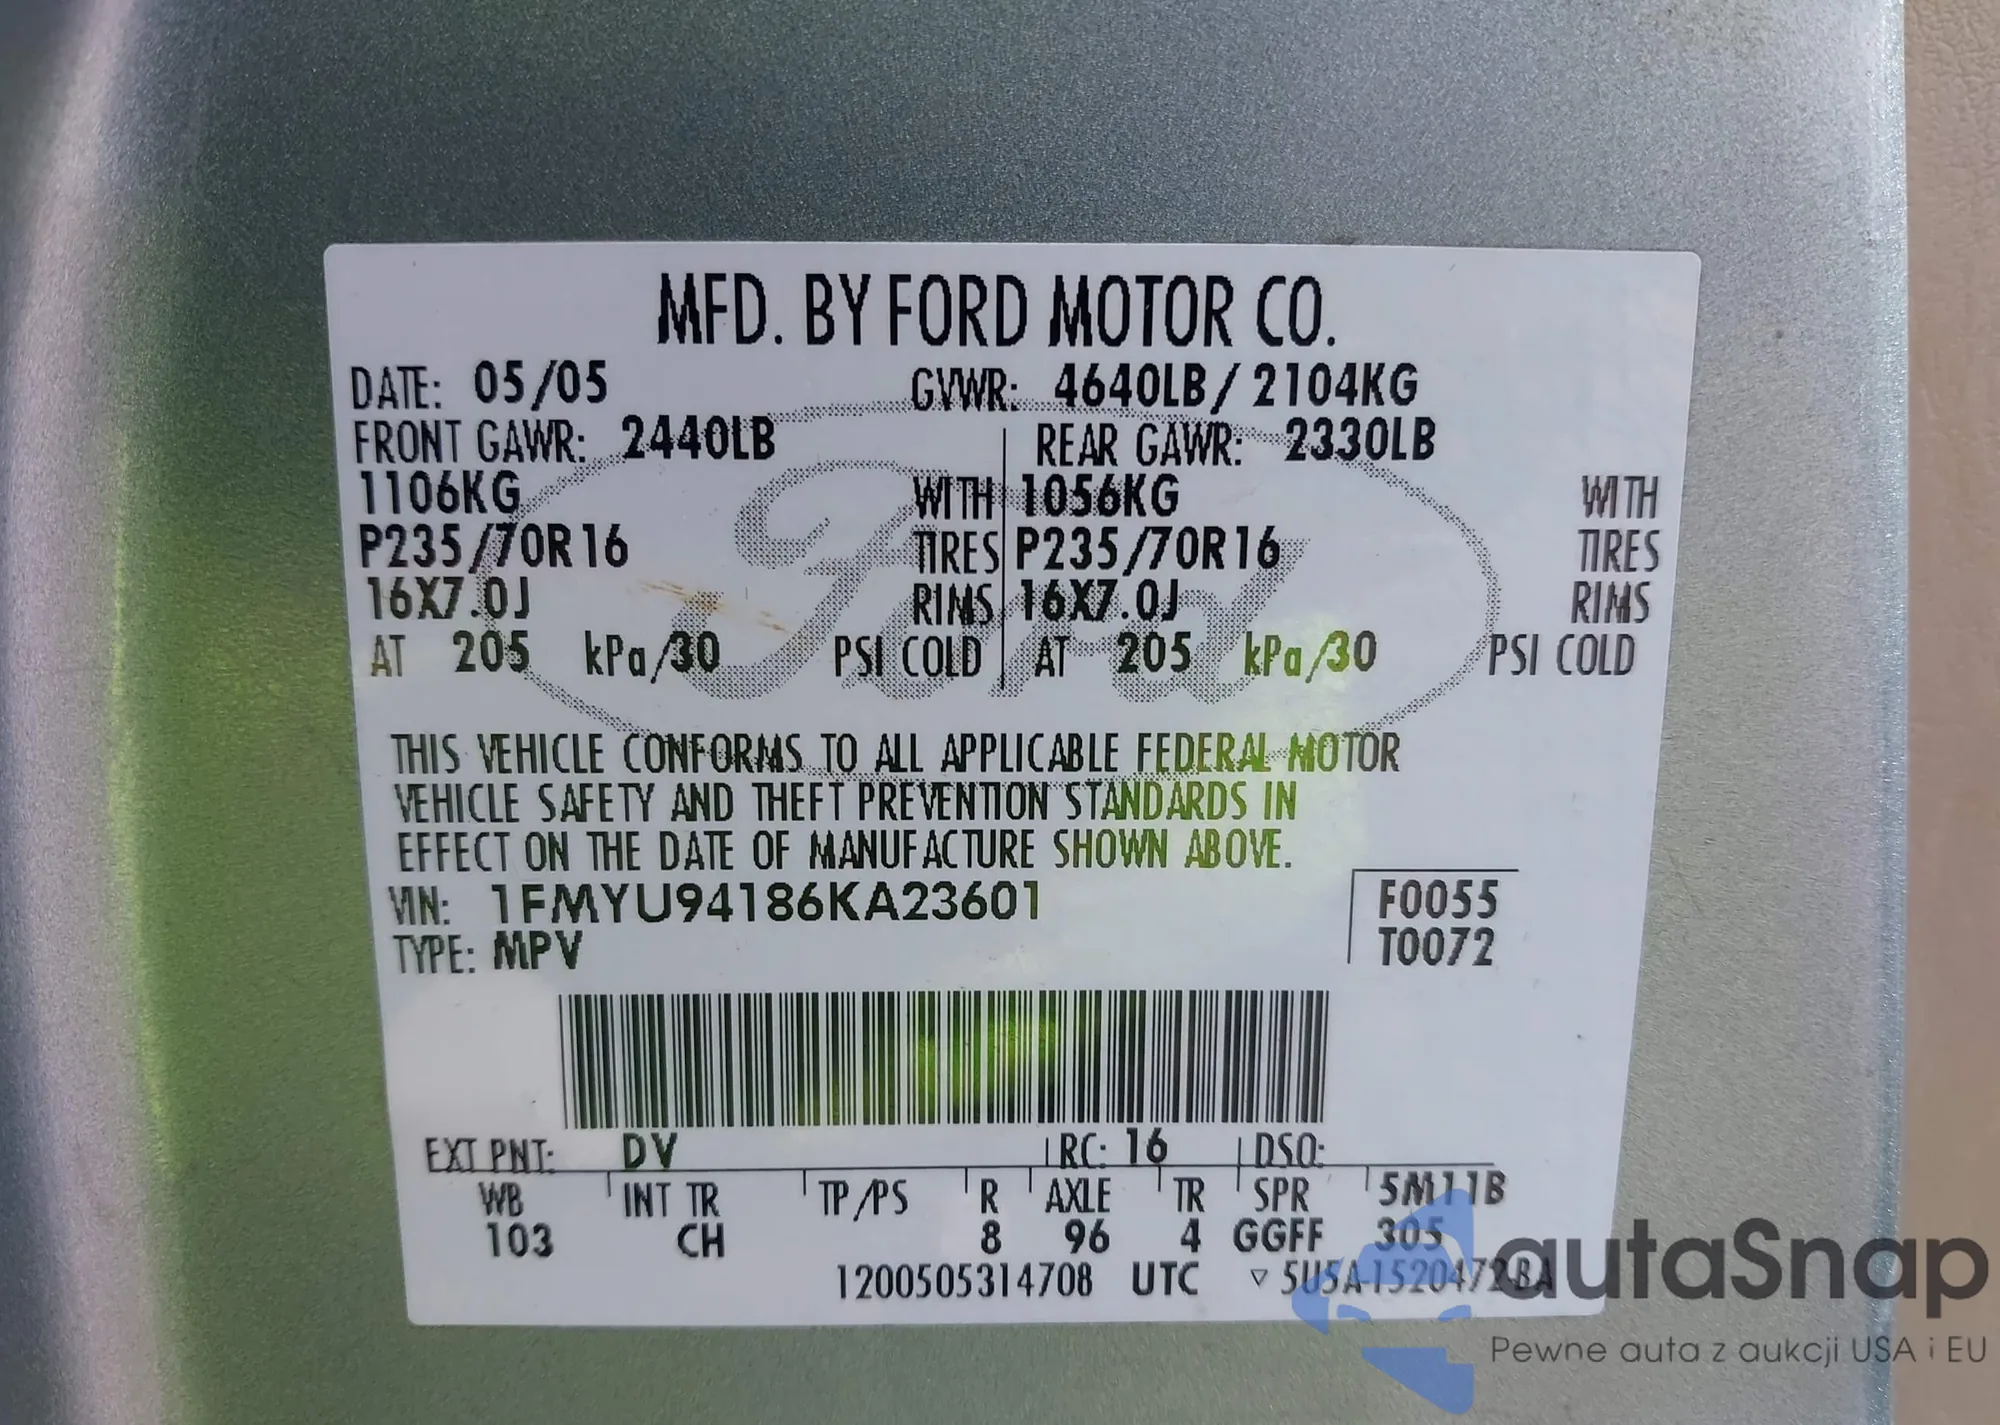 MFD. BY FORD MOTOR CO.
DATE: 05/05 GVWR: 4640LB/ 2104KG
FRONT GAWR: 2440LB REAR GAWR: 2330LB
1106KG WITH 1056KG WITH
P235/70R16 TIRES P235/70R16 TIRES
16X7.0J RIMS 16X7.0J RIMS
AT 205 kPa/30 PSI COLD AT 205 kPa/30 PSI COLD
Ford
THIS VEHICLE CONFORMS TO ALL APPLICABLE FEDERAL MOTOR
VEHICLE SAFETY AND THEFT PREVENTION STANDARDS IN
EFFECT ON THE DATE OF MANUFACTURE SHOWN ABOVE.
VIN: 1FMYU94186KA23601 F0055
TYPE: MPV T0072
EXT PNT: DV RC: 16 DSO:
WB INT TR TP/PS R AXLE TR SPR 5M11B
103 CH 8 96 4 GGFF 305
1200505314708 UTC ▽ 5U5A1520472BA
autaSnap
Pewne auta z aukcji USA i EU